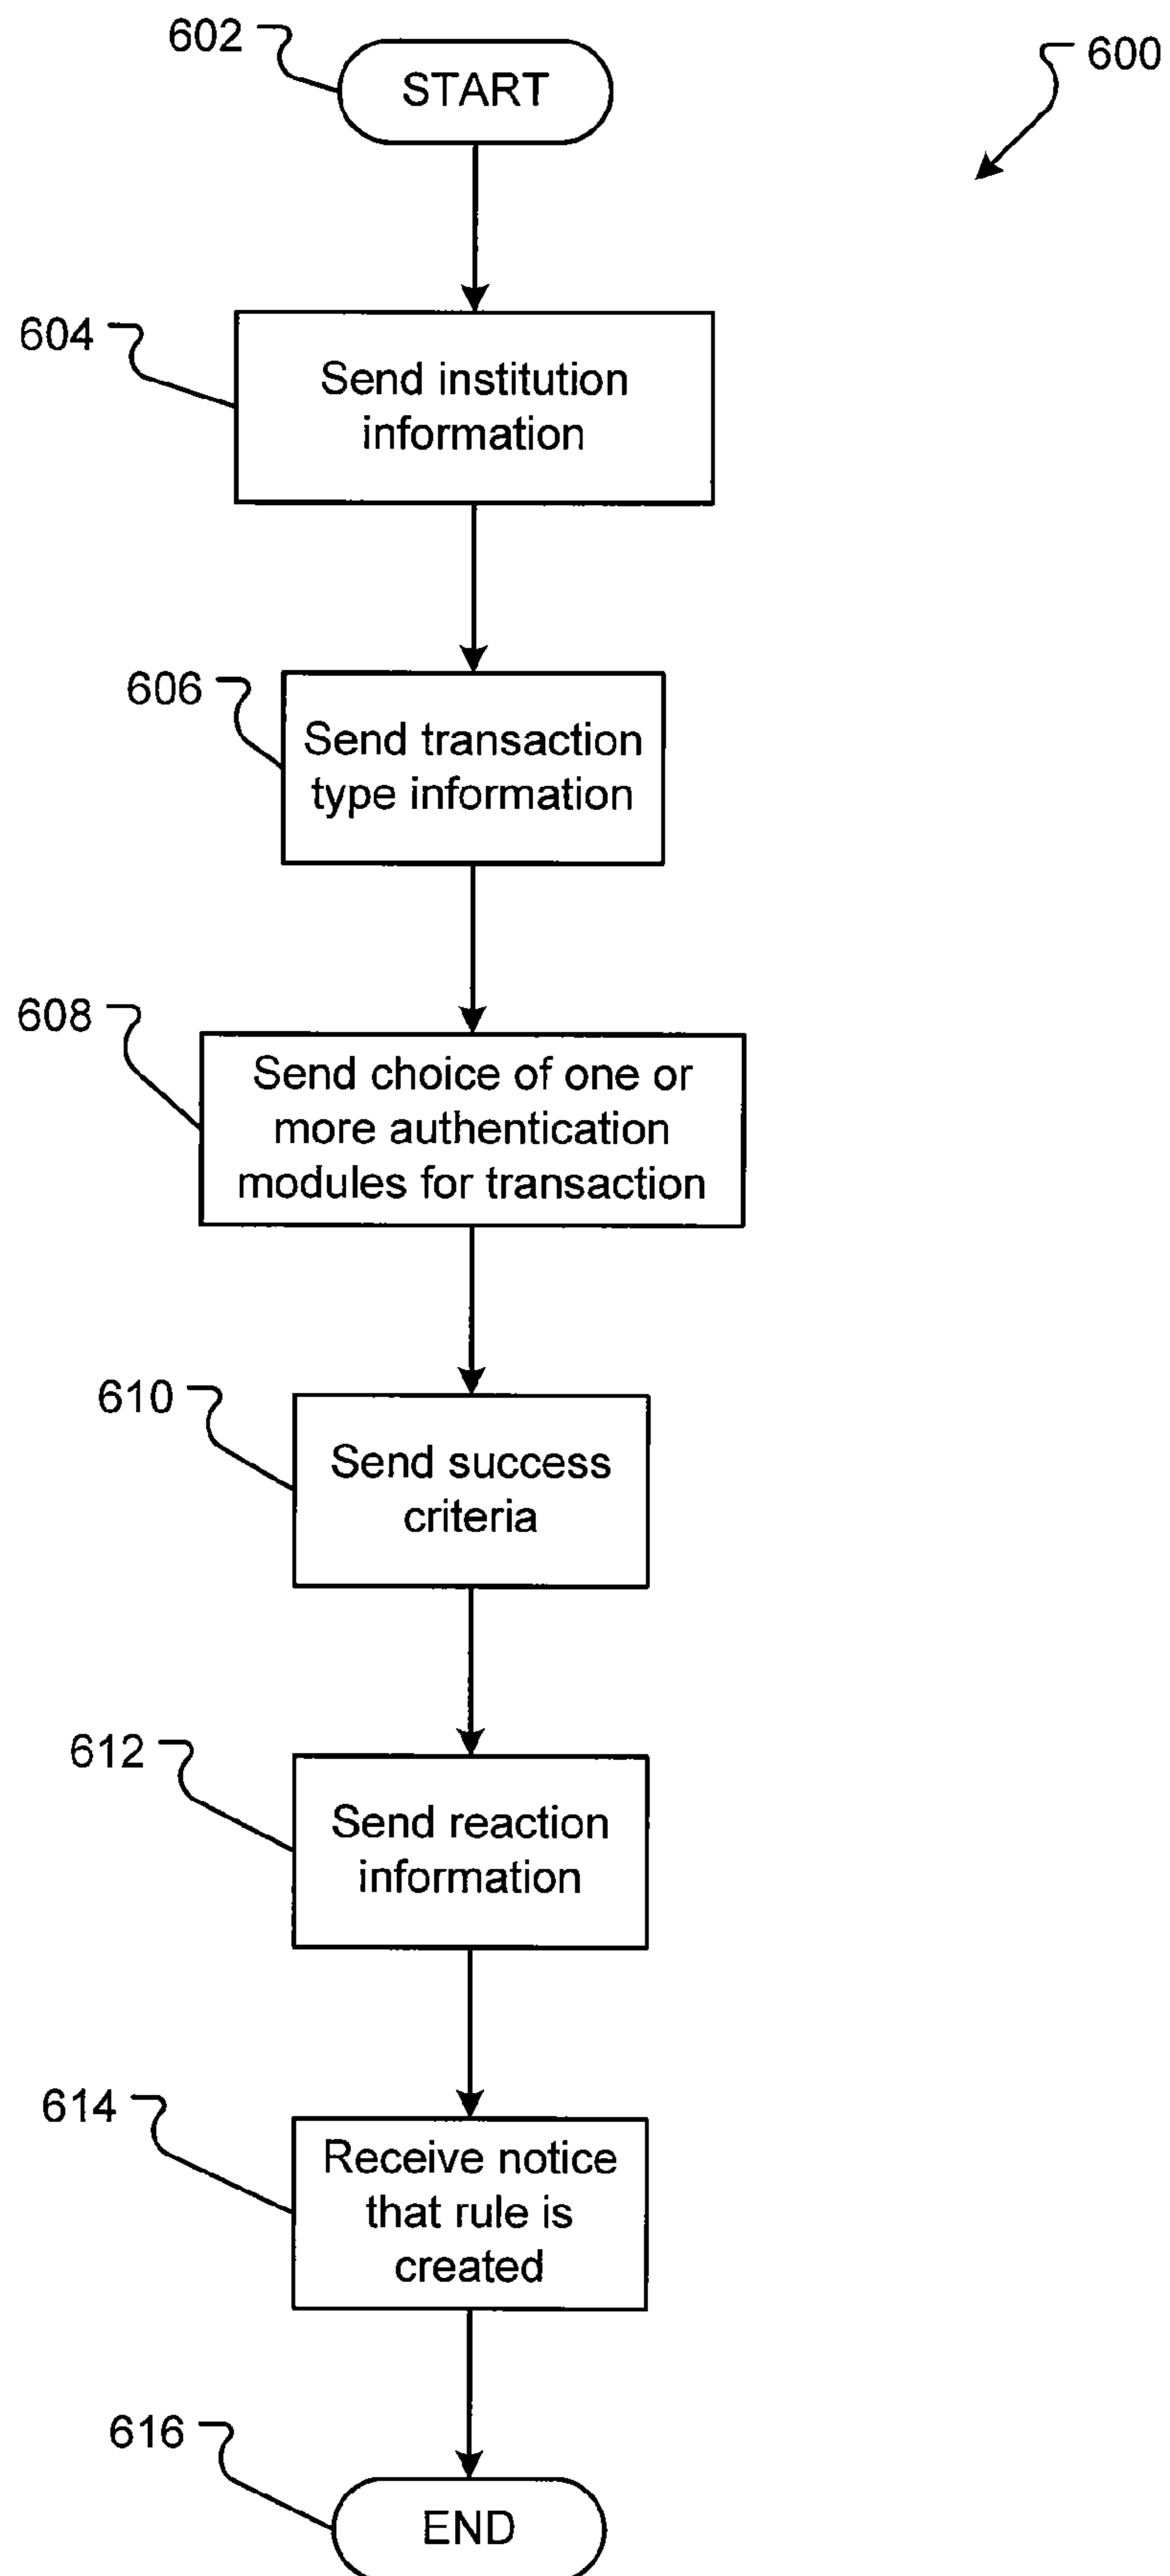 602
START
600
604
Send institution
information
606
Send transaction
type information
608
Send choice of one or
more authentication
modules for transaction
610
Send success
criteria
612
Send reaction
information
614
Receive notice
that rule is
created
616
END